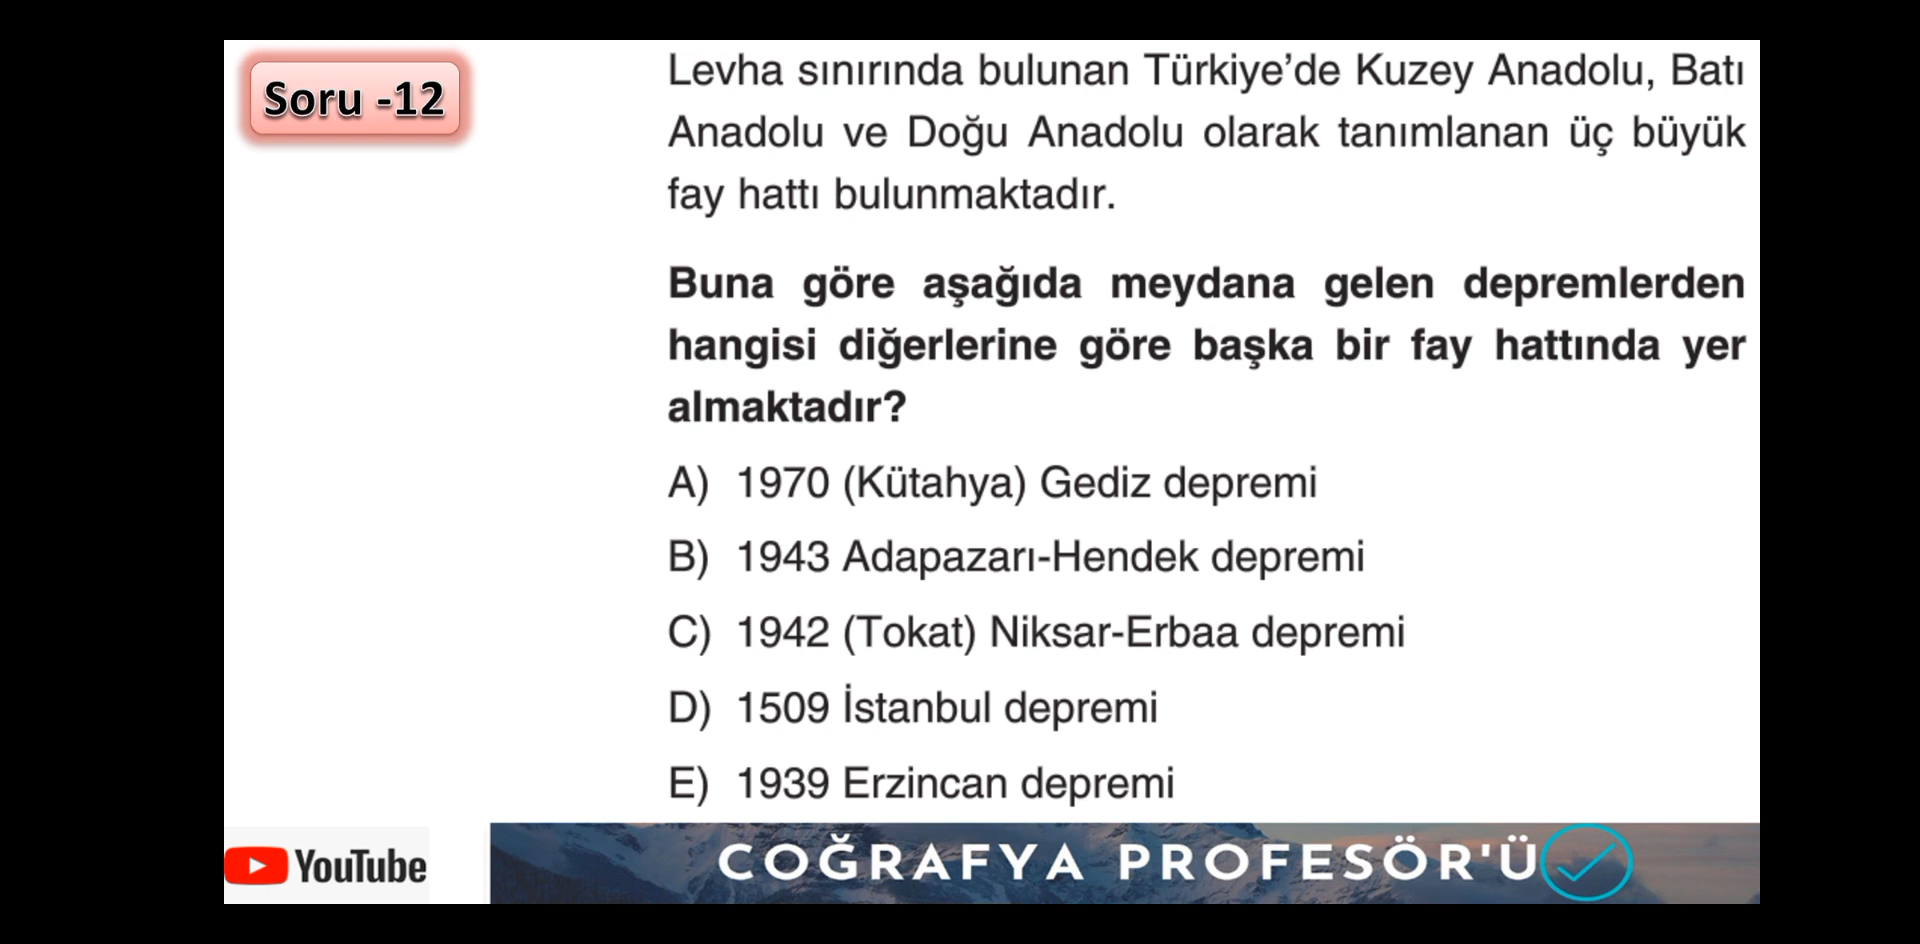 Soru -12
Levha sınırında bulunan Türkiye’de Kuzey Anadolu, Batı
Anadolu ve Doğu Anadolu olarak tanımlanan üç büyük
fay hattı bulunmaktadır.
Buna göre aşağıda meydana gelen depremlerden
hangisi diğerlerine göre başka bir fay hattında yer
almaktadır?
A) 1970 (Kütahya) Gediz depremi
B) 1943 Adapazarı-Hendek depremi
C) 1942 (Tokat) Niksar-Erbaa depremi
D) 1509 İstanbul depremi
E) 1939 Erzincan depremi
YouTube
COĞRAFYA PROFESÖR'Ü